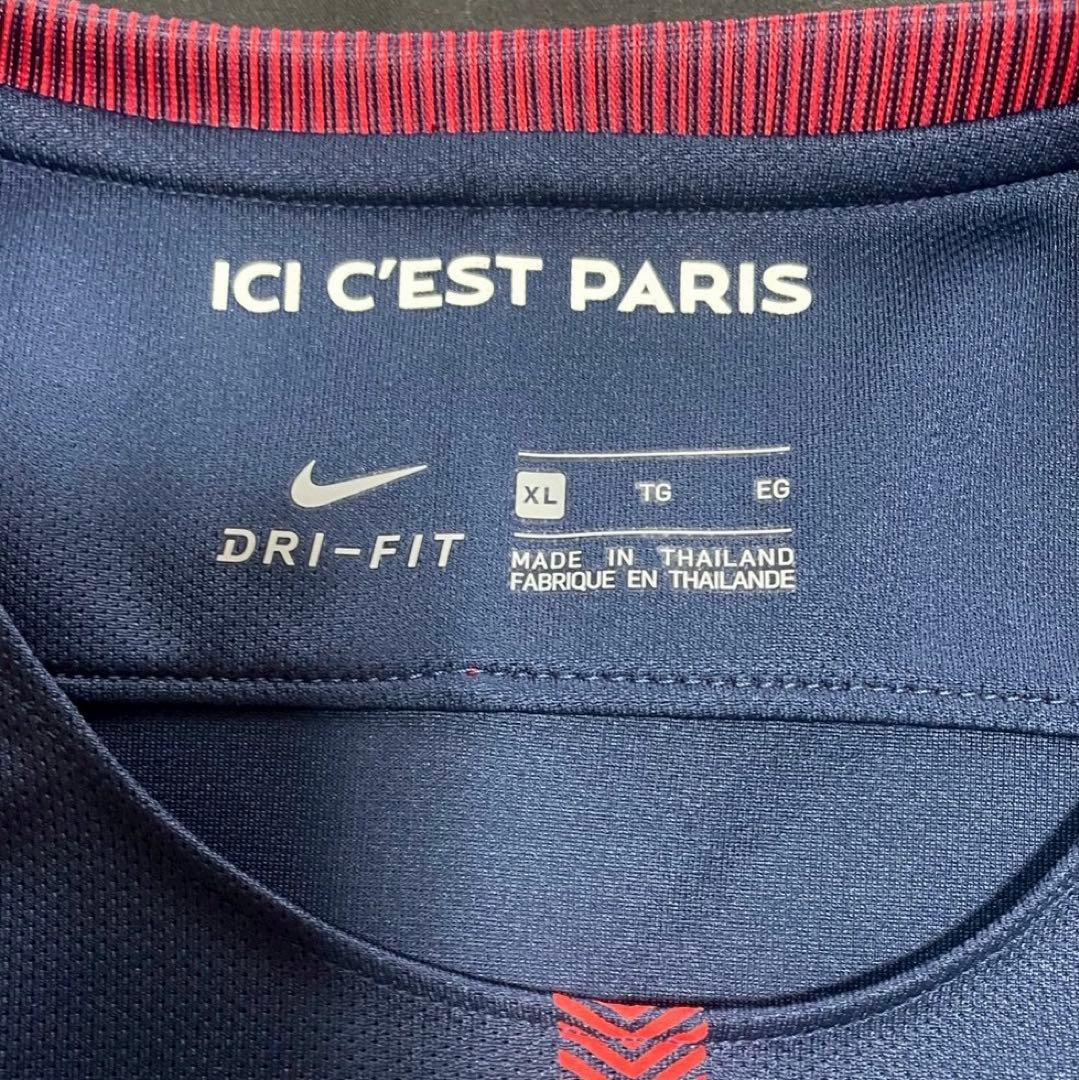 ICI C'EST PARIS
DRI-FIT
XL TG EG
MADE IN THAILAND
FABRIQUE EN THAILANDE